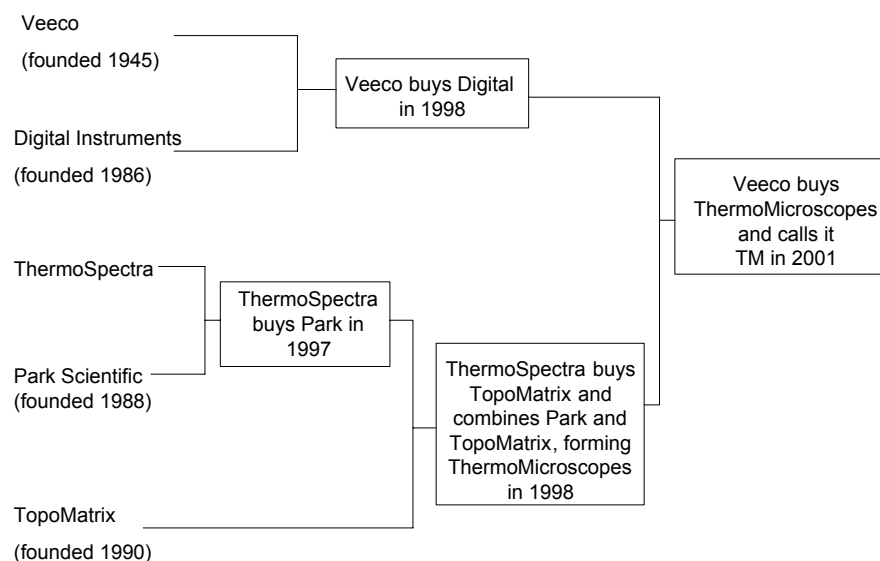 Veeco
(founded 1945)
Digital Instruments
(founded 1986)
Veeco buys Digital
in 1998
ThermoSpectra
Park Scientific
(founded 1988)
ThermoSpectra
buys Park in
1997
TopoMatrix
(founded 1990)
ThermoSpectra buys
TopoMatrix and
combines Park and
TopoMatrix, forming
ThermoMicroscopes
in 1998
Veeco buys
ThermoMicroscopes
and calls it
TM in 2001